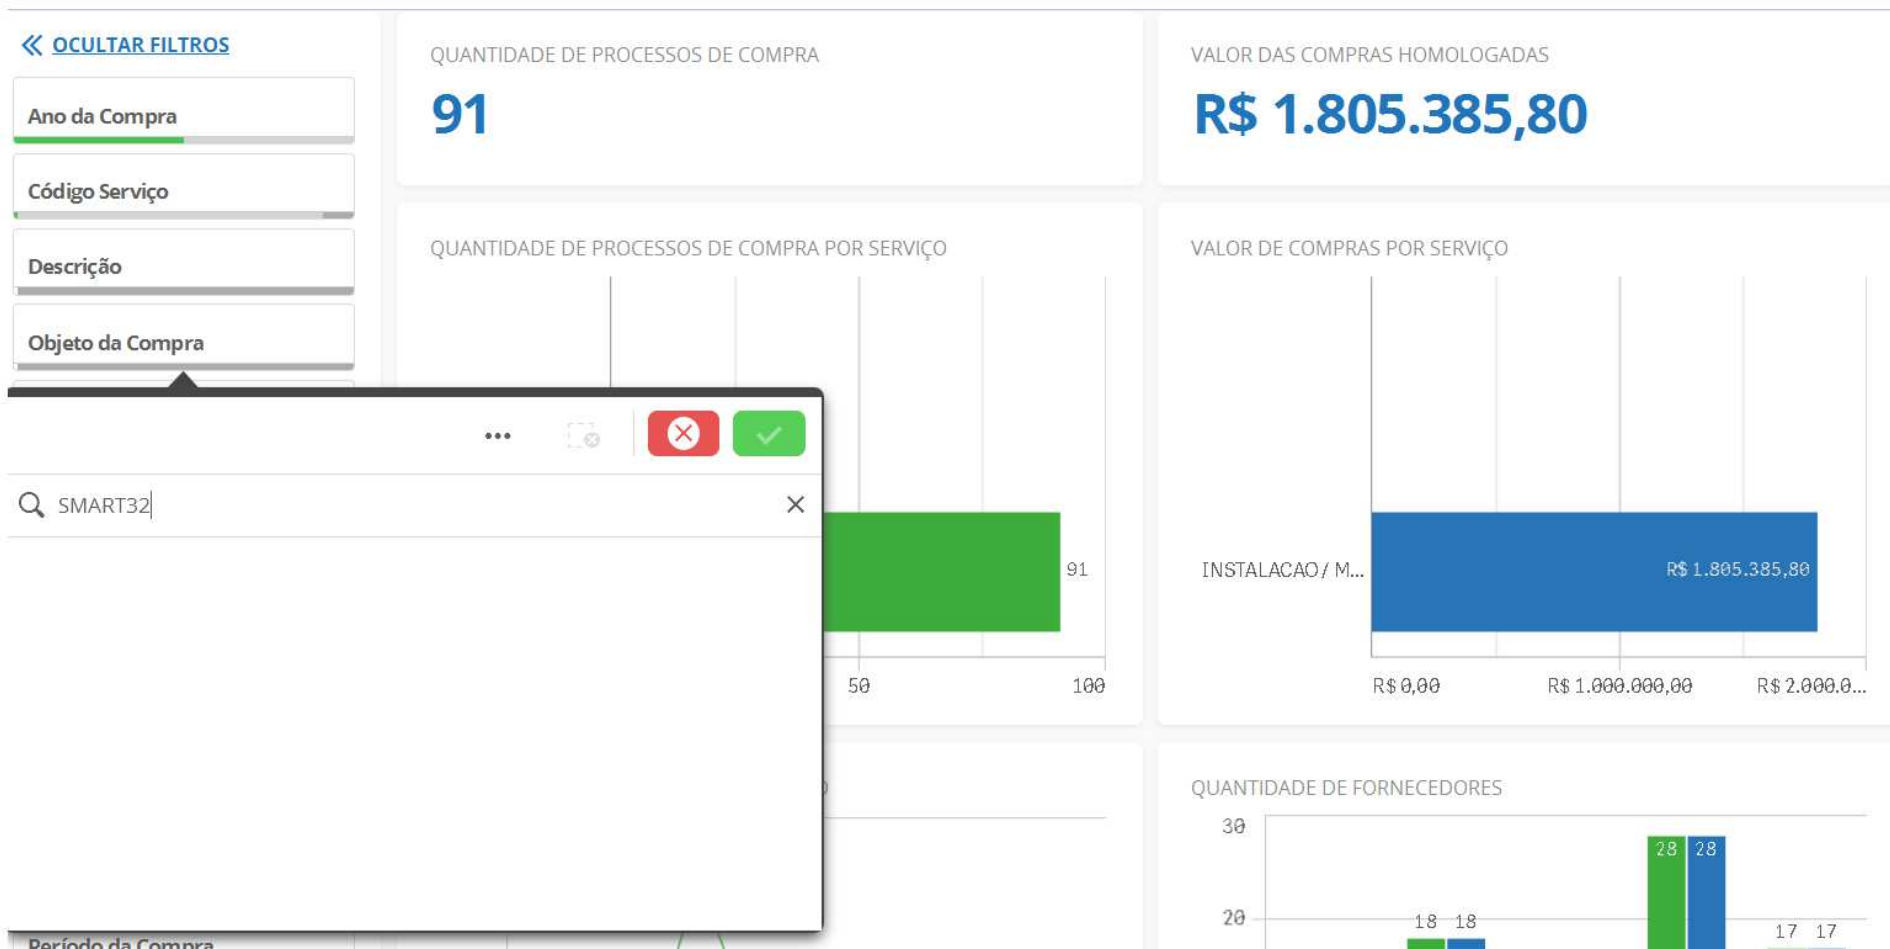 OCULTAR FILTROS
Ano da Compra
Código Serviço
Descrição
Objeto da Compra
SMART32
Período da Compra
QUANTIDADE DE PROCESSOS DE COMPRA
91
VALOR DAS COMPRAS HOMOLOGADAS
R$ 1.805.385,80
QUANTIDADE DE PROCESSOS DE COMPRA POR SERVIÇO
91
50
100
VALOR DE COMPRAS POR SERVIÇO
INSTALACAO / M...
R$ 1.805.385,80
R$ 0,00
R$ 1.000.000,00
R$ 2.000.0...
QUANTIDADE DE FORNECEDORES
30
28 28
20
18 18
17 17